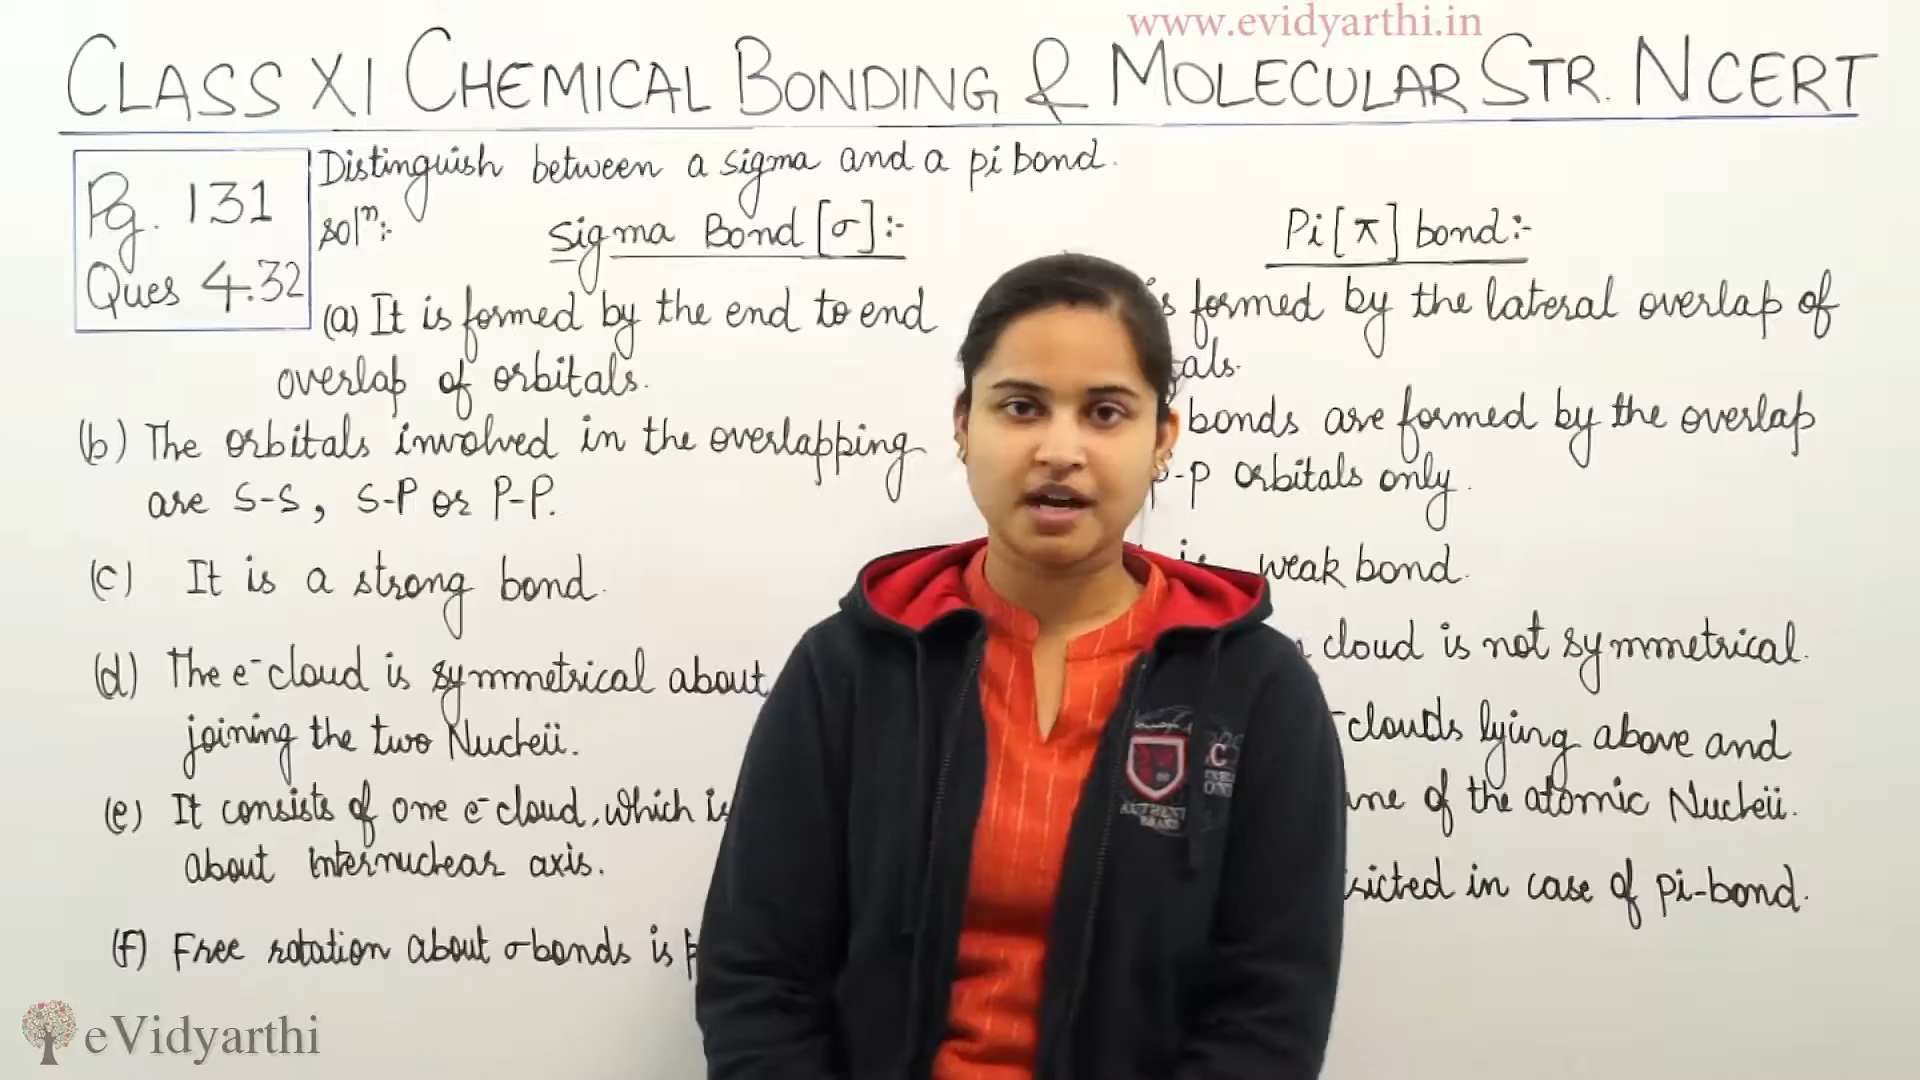 www.evidyarthi.in
CLASS XI CHEMICAL BONDING & MOLECULAR STR. NCERT
Pg. 131
Ques 4.32
Distinguish between a sigma and a pi bond.
Solⁿ:
Sigma Bond [σ]:-
(a) It is formed by the end to end
overlap of orbitals.
(b) The orbitals involved in the overlapping
are S-S, S-P or P-P.
(c) It is a strong bond.
(d) The e⁻cloud is symmetrical about
joining the two Nucleii.
(e) It consists of one e⁻cloud, which is
about internuclear axis.
(f) Free rotation about σbonds is
Pi [π] bond:-
formed by the lateral overlap of
bonds are formed by the overlap
p-p orbitals only.
weak bond.
cloud is not symmetrical.
clouds lying above and
of the atomic Nucleii.
in case of pi-bond.
AUTHENT
eVidyarthi